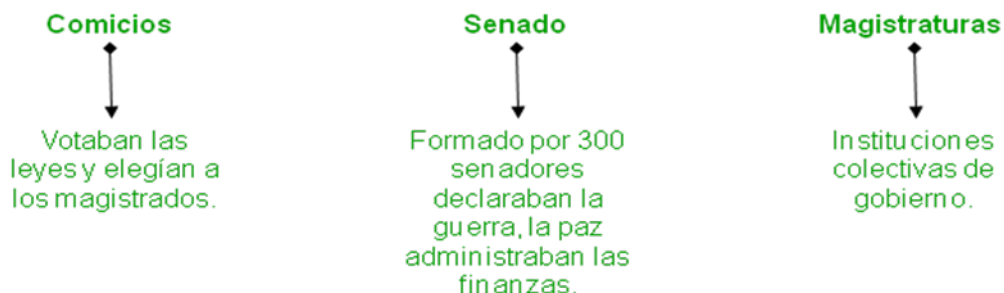 Comicios
Votaban las
leyes y elegían a
los magistrados.
Senado
Formado por 300
senadores
declaraban la
guerra, la paz
administraban las
finanzas.
Magistraturas
Instituciones
colectivas de
gobierno.